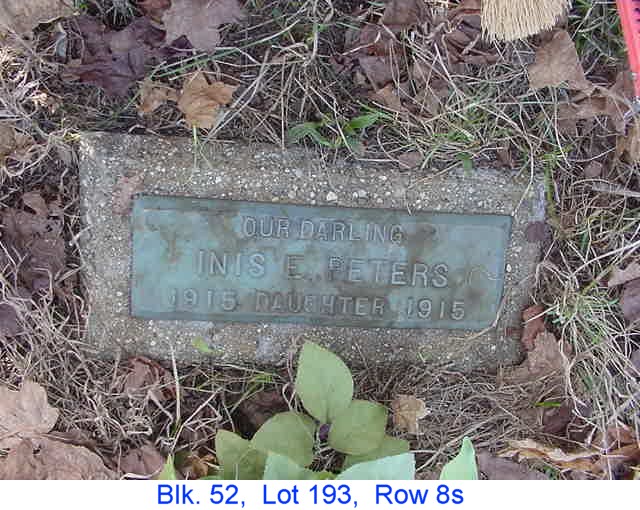 OUR DARLING
INIS E. PETERS
1915 DAUGHTER 1915
Blk. 52, Lot 193, Row 8s